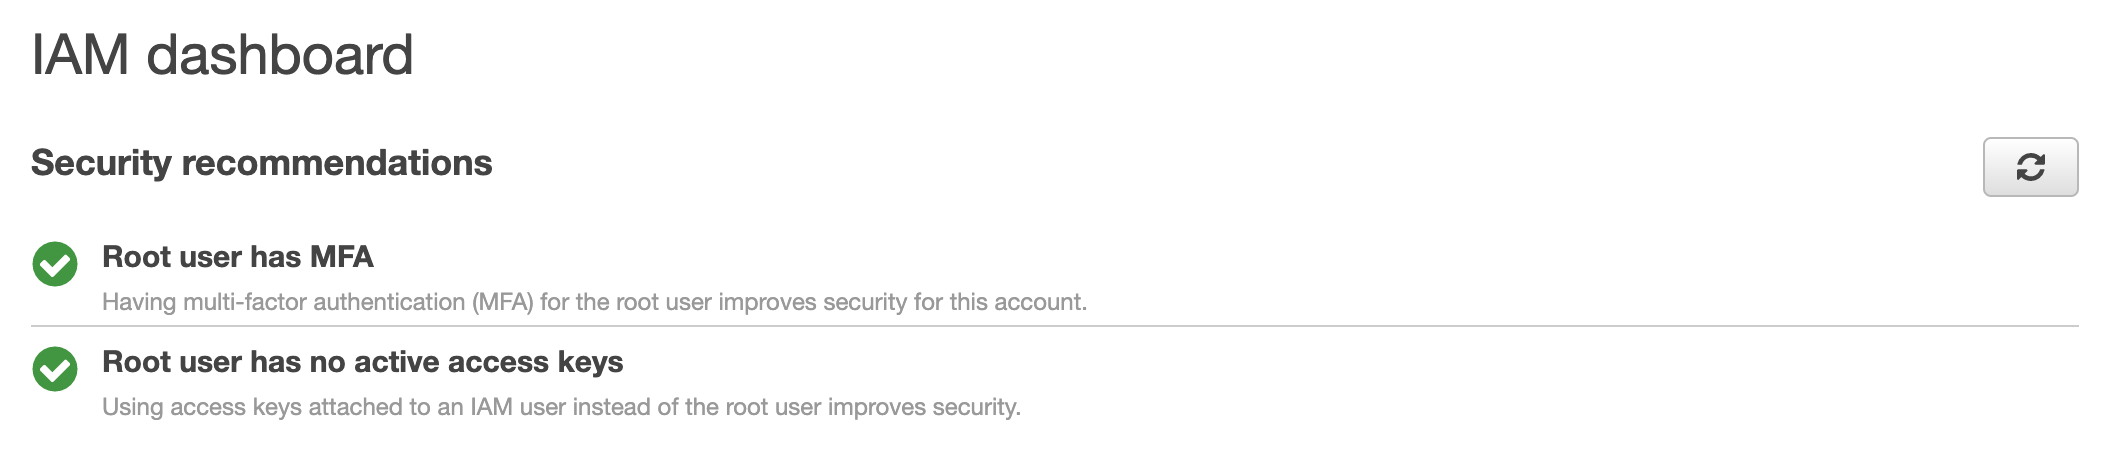 IAM dashboard
Security recommendations
Root user has MFA
Having multi-factor authentication (MFA) for the root user improves security for this account.
Root user has no active access keys
Using access keys attached to an IAM user instead of the root user improves security.